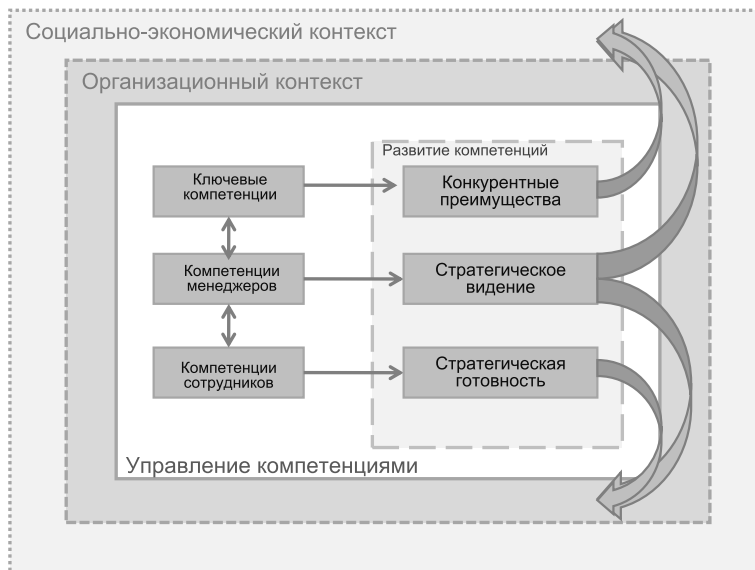 Социально-экономический контекст
Организационный контекст
Развитие компетенций
Ключевые
компетенции
Конкурентные
преимущества
Компетенции
менеджеров
Стратегическое
видение
Компетенции
сотрудников
Стратегическая
готовность
Управление компетенциями